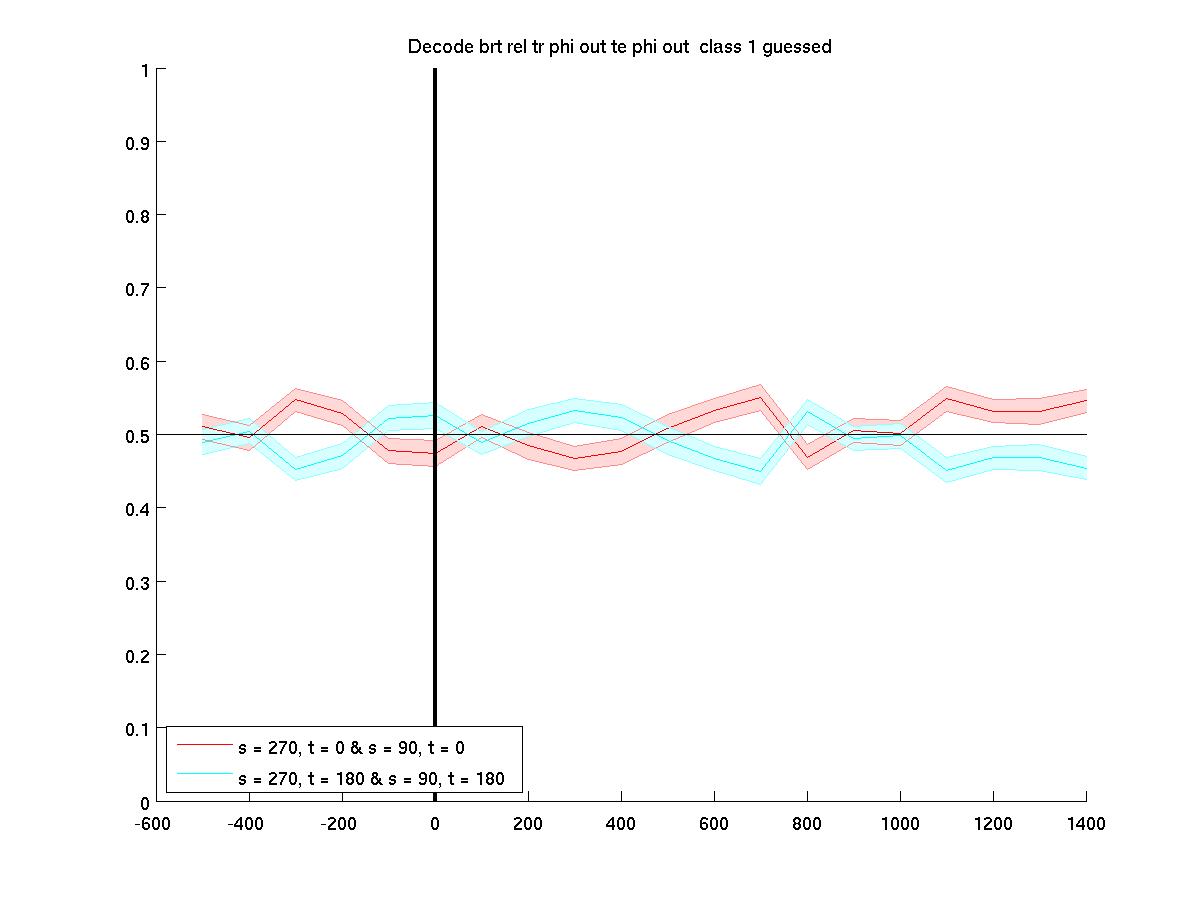 Decode brt rel tr phi out te phi out  class 1 guessed
1
0.9
0.8
0.7
0.6
0.5
0.4
0.3
0.2
0.1
0
s = 270, t = 0 & s = 90, t = 0
s = 270, t = 180 & s = 90, t = 180
-600 -400 -200 0 200 400 600 800 1000 1200 1400